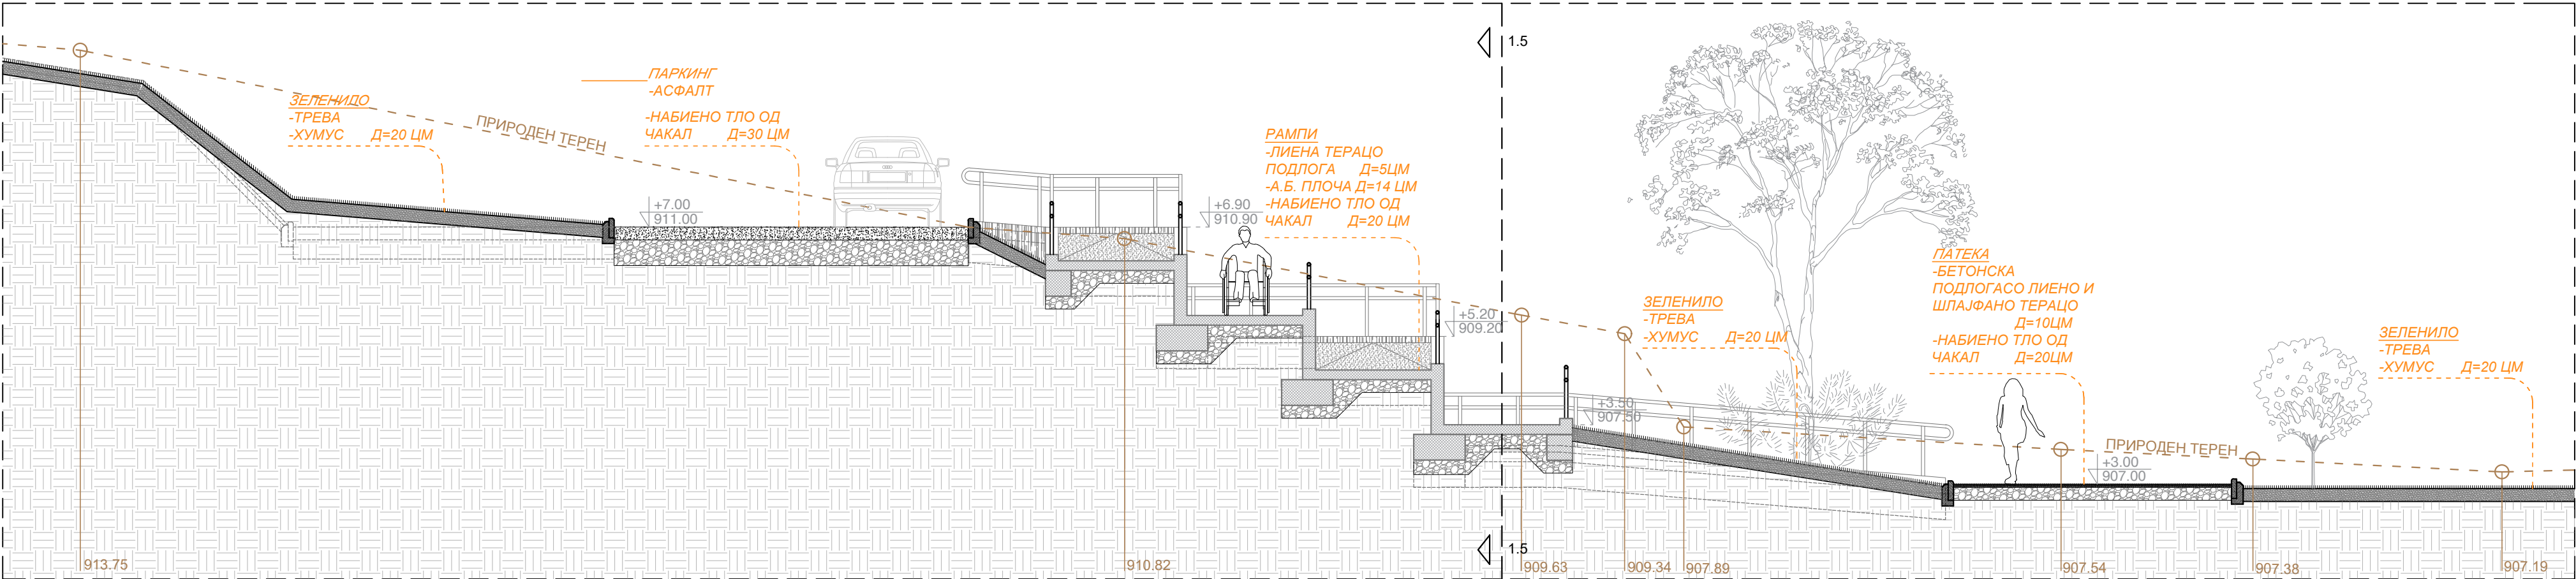 1.5
ЗЕЛЕНИЛО
-ТРЕВА
-ХУМУС Д=20 ЦМ
ПРИРОДЕН ТЕРЕН
ПАРКИНГ
-АСФАЛТ
-НАБИЕНО ТЛО ОД
ЧАКАЛ Д=30 ЦМ
+7.00
911.00
+6.90
910.90
РАМПИ
-ЛИЕНА ТЕРАЦО
ПОДЛОГА Д=5ЦМ
-А.Б. ПЛОЧА Д=14 ЦМ
-НАБИЕНО ТЛО ОД
ЧАКАЛ Д=20 ЦМ
+5.20
909.20
ЗЕЛЕНИЛО
-ТРЕВА
-ХУМУС Д=20 ЦМ
+3.50
907.50
ПАТЕКА
-БЕТОНСКА
ПОДЛОГАСО ЛИЕНО И
ШЛАЈФАНО ТЕРАЦО
Д=10ЦМ
-НАБИЕНО ТЛО ОД
ЧАКАЛ Д=20ЦМ
ПРИРОДЕН ТЕРЕН
+3.00
907.00
ЗЕЛЕНИЛО
-ТРЕВА
-ХУМУС Д=20 ЦМ
1.5
913.75
910.82
909.63
909.34
907.89
907.54
907.38
907.19